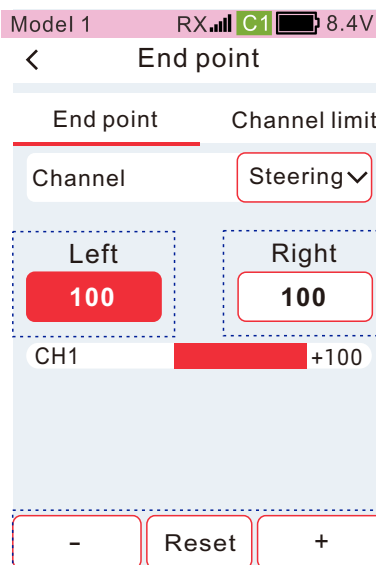 Model 1 RX C1 8.4V
< End point
End point Channel limit
Channel Steering
Left Right
100 100
CH1 +100
- Reset +